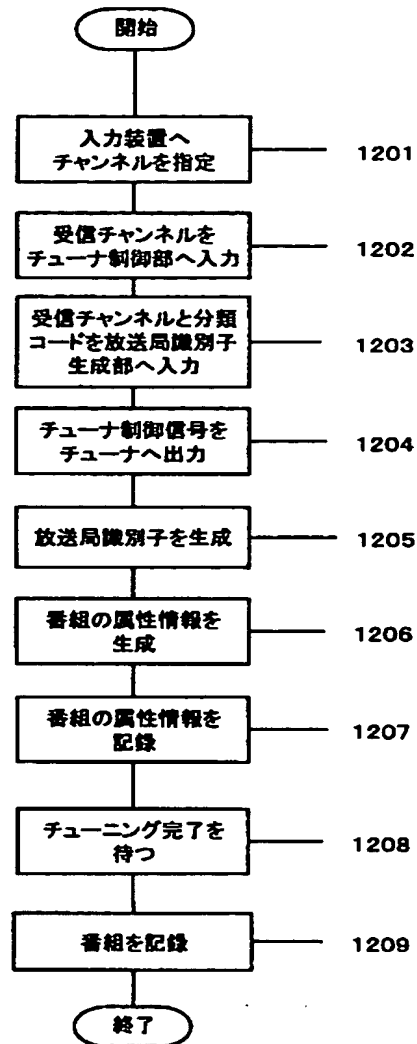 開始
入力装置へ
チャンネルを指定
1201
受信チャンネルを
チューナ制御部へ入力
1202
受信チャンネルと分類
コードを放送局識別子
生成部へ入力
1203
チューナ制御信号を
チューナへ出力
1204
放送局識別子を生成
1205
番組の属性情報を
生成
1206
番組の属性情報を
記録
1207
チューニング完了を
待つ
1208
番組を記録
1209
終了